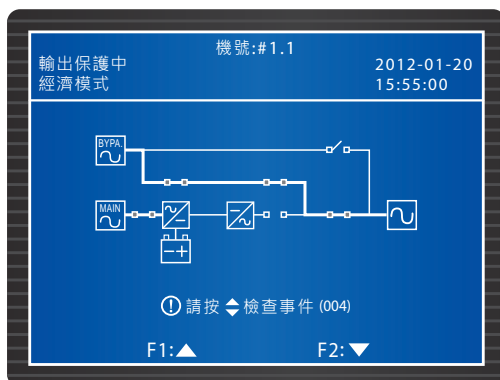 機號:#1.1
輸出保護中
2012-01-20
經濟模式
15:55:00
BYPA.
MAIN
請按 檢查事件 (004)
F1:
F2: